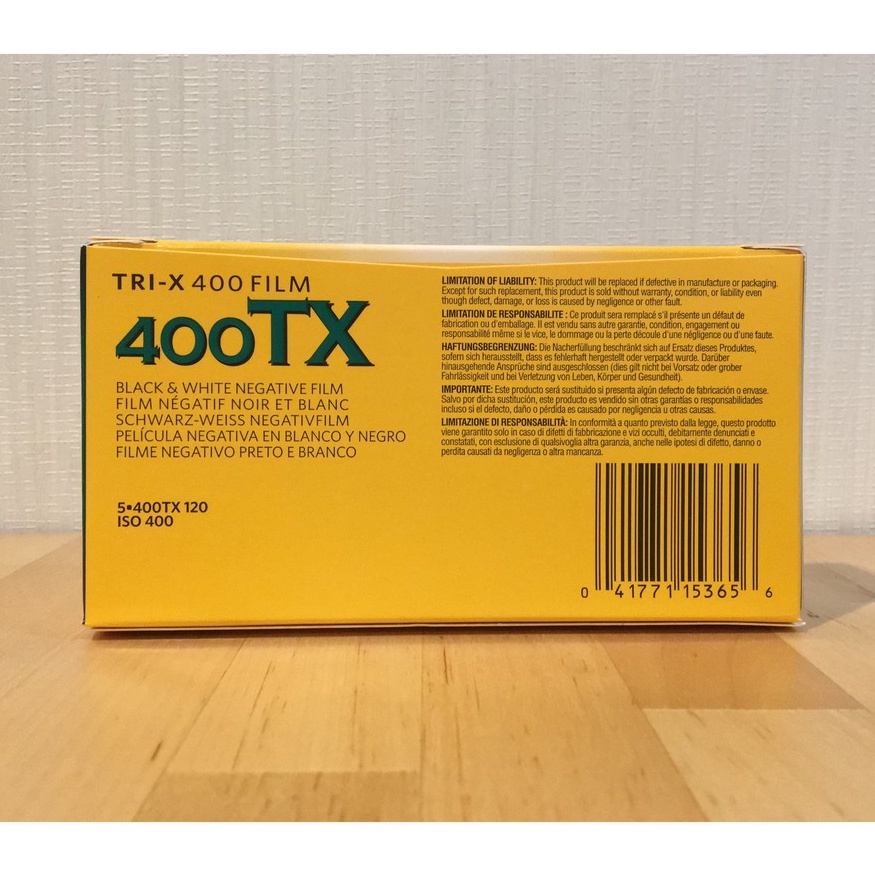 TRI-X 400 FILM
400TX
BLACK & WHITE NEGATIVE FILM
FILM NÉGATIF NOIR ET BLANC
SCHWARZ-WEISS NEGATIVFILM
PELÍCULA NEGATIVA EN BLANCO Y NEGRO
FILME NEGATIVO PRETO E BRANCO
5▪400TX 120
ISO 400
LIMITATION OF LIABILITY: This product will be replaced if defective in manufacture or packaging.
Except for such replacement, this product is sold without warranty, condition, or liability even
though defect, damage, or loss is caused by negligence or other fault.
LIMITATION DE RESPONSABILITE : Ce produit sera remplacé s'il présente un défaut de
fabrication ou d'emballage. Il est vendu sans autre garantie, condition, engagement ou
responsabilité même si le vice, le dommage ou la perte découle d'une négligence ou d'une faute.
HAFTUNGSBEGRENZUNG: Die Nacherfüllung beschränkt sich auf Ersatz dieses Produktes,
sofern sich herausstellt, dass es fehlerhaft hergestellt oder verpackt wurde. Darüber
hinausgehende Ansprüche sind ausgeschlossen (dies gilt nicht bei Vorsatz oder grober
Fahrlässigkeit und bei Verletzung von Leben, Körper und Gesundheit).
IMPORTANTE: Este producto será sustituido si presenta algún defecto de fabricación o envase.
Salvo por dicha sustitución, este producto es vendido sin otras garantías o responsabilidades
incluso si el defecto, daño o pérdida es causado por negligencia u otras causas.
LIMITAZIONE DI RESPONSABILITÀ: In conformità a quanto previsto dalla legge, questo prodotto
viene garantito solo in caso di difetti di fabbricazione e vizi occulti, debitamente denunciati e
constatati, con esclusione di qualsivoglia altra garanzia, anche nelle ipotesi di difetto, danno o
perdita causati da negligenza o altra mancanza.
0 41771 15365 6